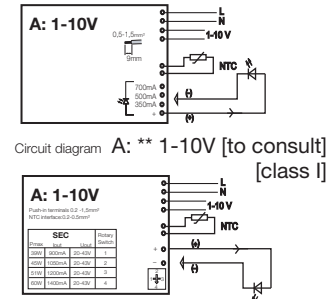 A: 1-10V
0,5-1,5mm²
9mm
L
N
1-10 V
NTC
700mA
500mA
350mA
(-)
+
(+)
Circuit diagram A: ** 1-10V [to consult]
[class I]
A: 1-10V
Push-in terminals 0.2 -1,5mm²
NTC interface:0.2-0.5mm²
SEC Rotary Switch
Pmax Iout Uout
39W 900mA 20-43V 1
45W 1050mA 20-43V 2
51W 1200mA 20-43V 3
60W 1400mA 20-43V 4
L
N
1-10 V
NTC
+ (+)
- (-)